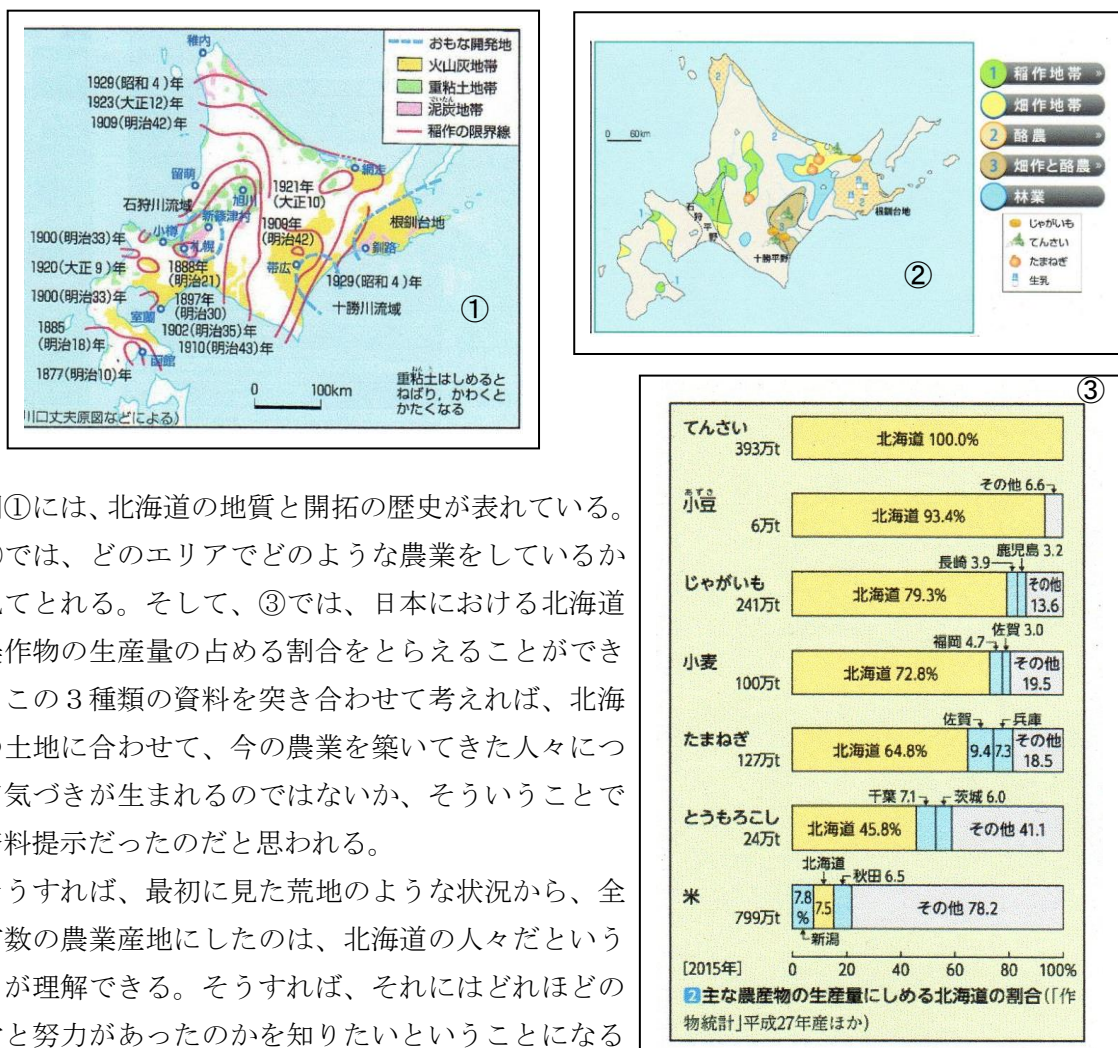 稚内
1929(昭和4)年
1923(大正12)年
1909(明治42)年
留萌
石狩川流域
旭川
新篠津村
1921年
(大正10)
網走
1909年
(明治42)
根釧台地
1900(明治33)年
小樽
札幌
1920(大正9)年
1888年
(明治21)
帯広
釧路
1929(昭和4)年
1900(明治33)年
1897年
(明治30)
十勝川流域
室蘭
1885
(明治18)年
1902(明治35)年
1910(明治43)年
函館
1877(明治10)年
0 100km
重粘土はしめると
ねばり,かわくと
かたくなる
川口丈夫原図などによる)
おもな開発地
火山灰地帯
重粘土地帯
でいたん
泥炭地帯
稲作の限界線
①
0 60km
石狩平野
十勝平野
根釧台地
1 稲作地帯 »
畑作地帯
2 酪農 »
3 畑作と酪農 »
林業
じゃがいも
てんさい
たまねぎ
生乳
②
①には、北海道の地質と開拓の歴史が表れている。
では、どのエリアでどのような農業をしているか
てとれる。そして、③では、日本における北海道
作物の生産量の占める割合をとらえることができ
この3種類の資料を突き合わせて考えれば、北海
土地に合わせて、今の農業を築いてきた人々につ
気づきが生まれるのではないか、そういうことで
料提示だったのだと思われる。
うすれば、最初に見た荒地のような状況から、全
数の農業産地にしたのは、北海道の人々だという
が理解できる。そうすれば、それにはどれほどの
と努力があったのかを知りたいということになる
③
てんさい
393万t
北海道 100.0%
あずき
小豆
6万t
北海道 93.4%
その他 6.6
じゃがいも
241万t
北海道 79.3%
長崎 3.9
鹿児島 3.2
その他
13.6
小麦
100万t
北海道 72.8%
福岡 4.7
佐賀 3.0
その他
19.5
たまねぎ
127万t
北海道 64.8%
佐賀
9.4
兵庫
7.3
その他
18.5
とうもろこし
24万t
北海道 45.8%
千葉 7.1
茨城 6.0
その他 41.1
米
799万t
7.8
%
新潟
北海道
7.5
秋田 6.5
その他 78.2
[2015年] 0 20 40 60 80 100%
2主な農産物の生産量にしめる北海道の割合(「作
物統計」平成27年産ほか)